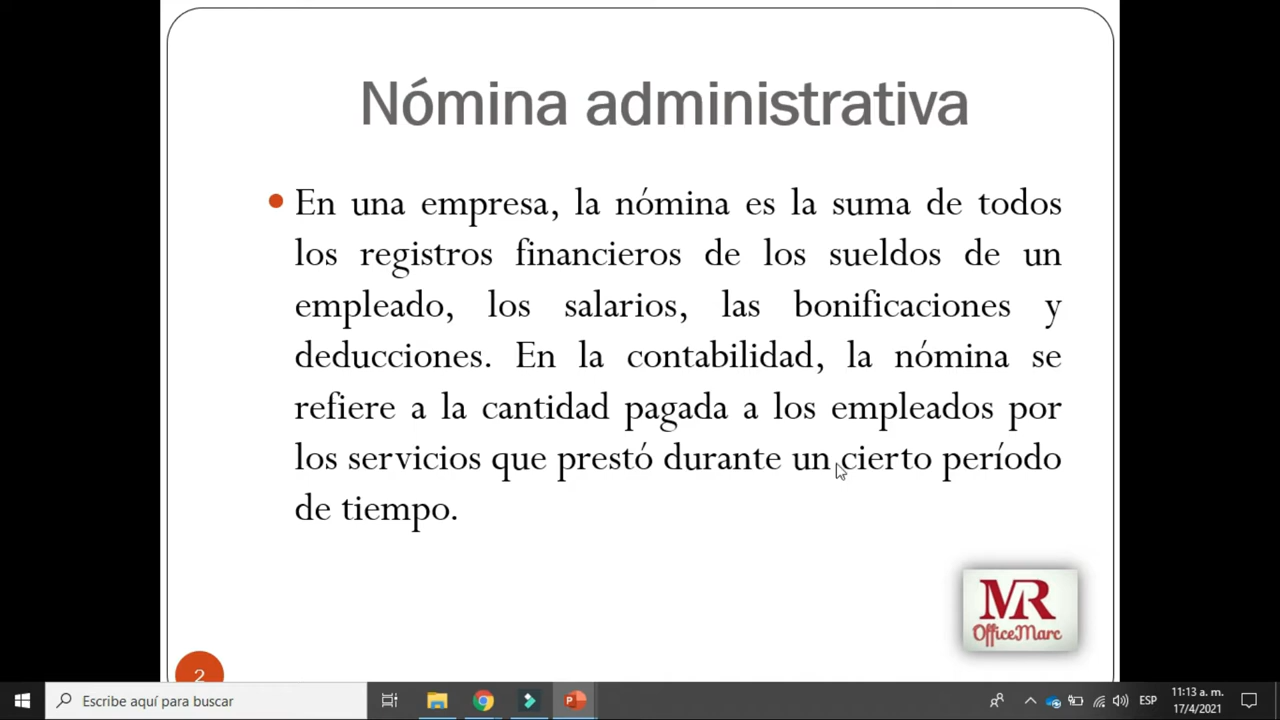 Nómina administrativa
En una empresa, la nómina es la suma de todos
los registros financieros de los sueldos de un
empleado, los salarios, las bonificaciones y
deducciones. En la contabilidad, la nómina se
refiere a la cantidad pagada a los empleados por
los servicios que prestó durante un cierto período
de tiempo.
MR
OfficeMarc
2
Escribe aquí para buscar
ESP
11:13 a. m.
17/4/2021